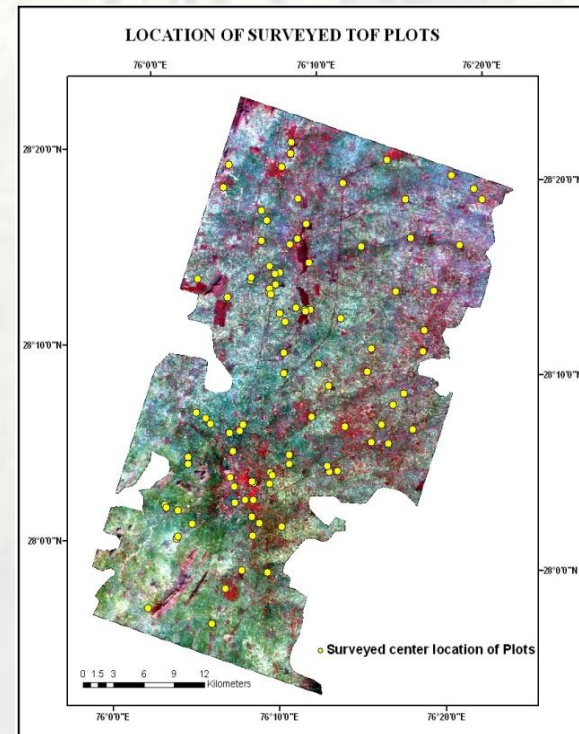 LOCATION OF SURVEYED TOF PLOTS
76°0'0"E 76°10'0"E 76°20'0"E
28°20'0"N 28°20'0"N
28°10'0"N 28°10'0"N
28°0'0"N 28°0'0"N
Surveyed center location of Plots
0 1.5 3 6 9 12
Kilometers
76°0'0"E 76°10'0"E 76°20'0"E